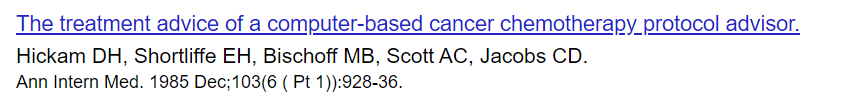 The treatment advice of a computer-based cancer chemotherapy protocol advisor.
Hickam DH, Shortliffe EH, Bischoff MB, Scott AC, Jacobs CD.
Ann Intern Med. 1985 Dec;103(6 ( Pt 1)):928-36.